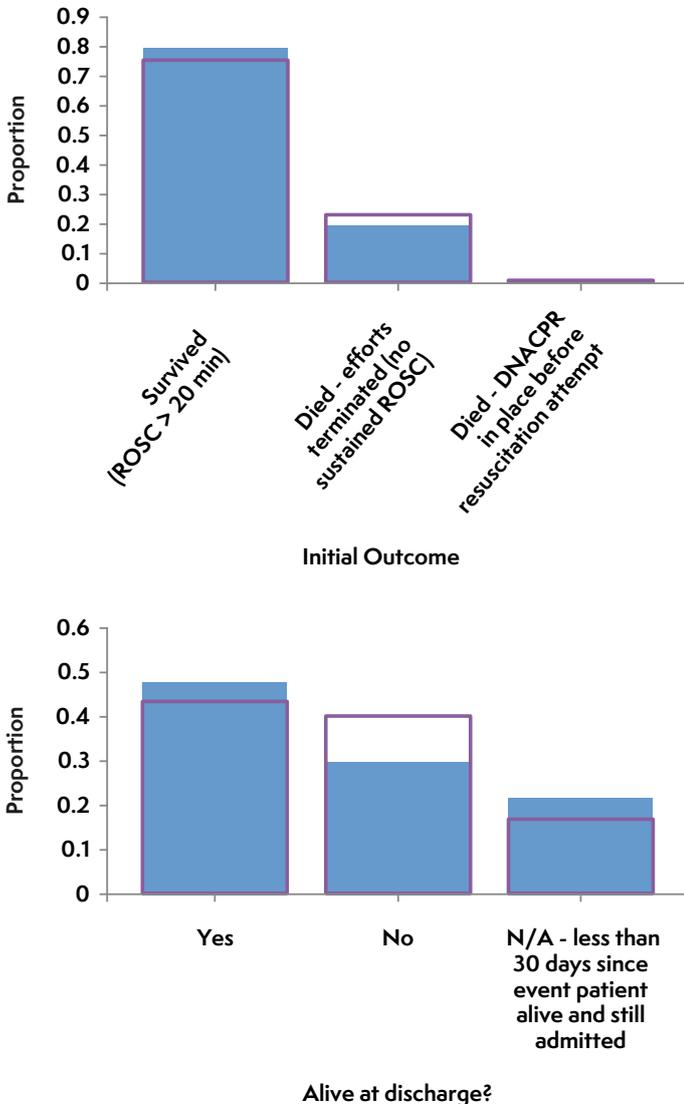 0.9
0.8
0.7
0.6
0.5
0.4
0.3
0.2
0.1
0
Proportion
Survived
(ROSC > 20 min)
Died - efforts
terminated (no
sustained ROSC)
Died - DNACPR
in place before
resuscitation attempt
Initial Outcome
0.6
0.5
0.4
0.3
0.2
0.1
0
Proportion
Yes
No
N/A - less than
30 days since
event patient
alive and still
admitted
Alive at discharge?